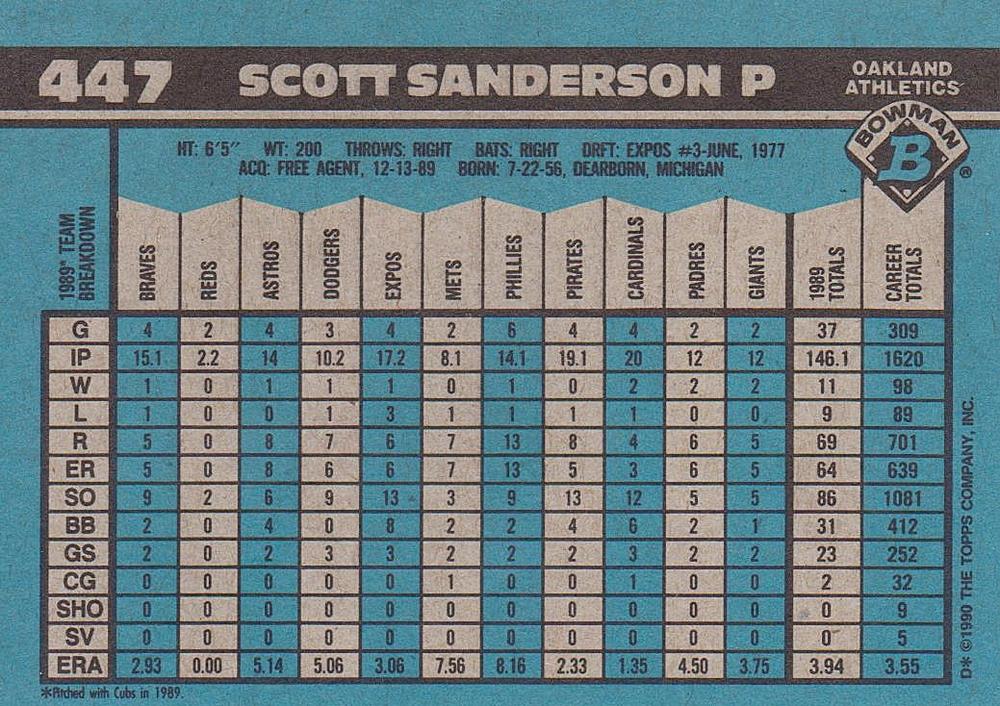 447 SCOTT SANDERSON P OAKLAND ATHLETICS
BOWMAN
B
®
HT: 6'5" WT: 200 THROWS: RIGHT BATS: RIGHT DRFT: EXPOS #3-JUNE, 1977
ACQ: FREE AGENT, 12-13-89 BORN: 7-22-56, DEARBORN, MICHIGAN
1989* TEAM BREAKDOWN BRAVES REDS ASTROS DODGERS EXPOS METS PHILLIES PIRATES CARDINALS PADRES GIANTS 1989 TOTALS CAREER TOTALS
G 4 2 4 3 4 2 6 4 4 2 2 37 309
IP 15.1 2.2 14 10.2 17.2 8.1 14.1 19.1 20 12 12 146.1 1620
W 1 0 1 1 1 0 1 0 2 2 2 11 98
L 1 0 0 1 3 1 1 1 1 0 0 9 89
R 5 0 8 7 6 7 13 8 4 6 5 69 701
ER 5 0 8 6 6 7 13 5 3 6 5 64 639
SO 9 2 6 9 13 3 9 13 12 5 5 86 1081
BB 2 0 4 0 8 2 2 4 6 2 1 31 412
GS 2 0 2 3 3 2 2 2 3 2 2 23 252
CG 0 0 0 0 0 1 0 0 1 0 0 2 32
SHO 0 0 0 0 0 0 0 0 0 0 0 0 9
SV 0 0 0 0 0 0 0 0 0 0 0 0 5
ERA 2.93 0.00 5.14 5.06 3.06 7.56 8.16 2.33 1.35 4.50 3.75 3.94 3.55
*Pitched with Cubs in 1989.
D* ©1990 THE TOPPS COMPANY, INC.